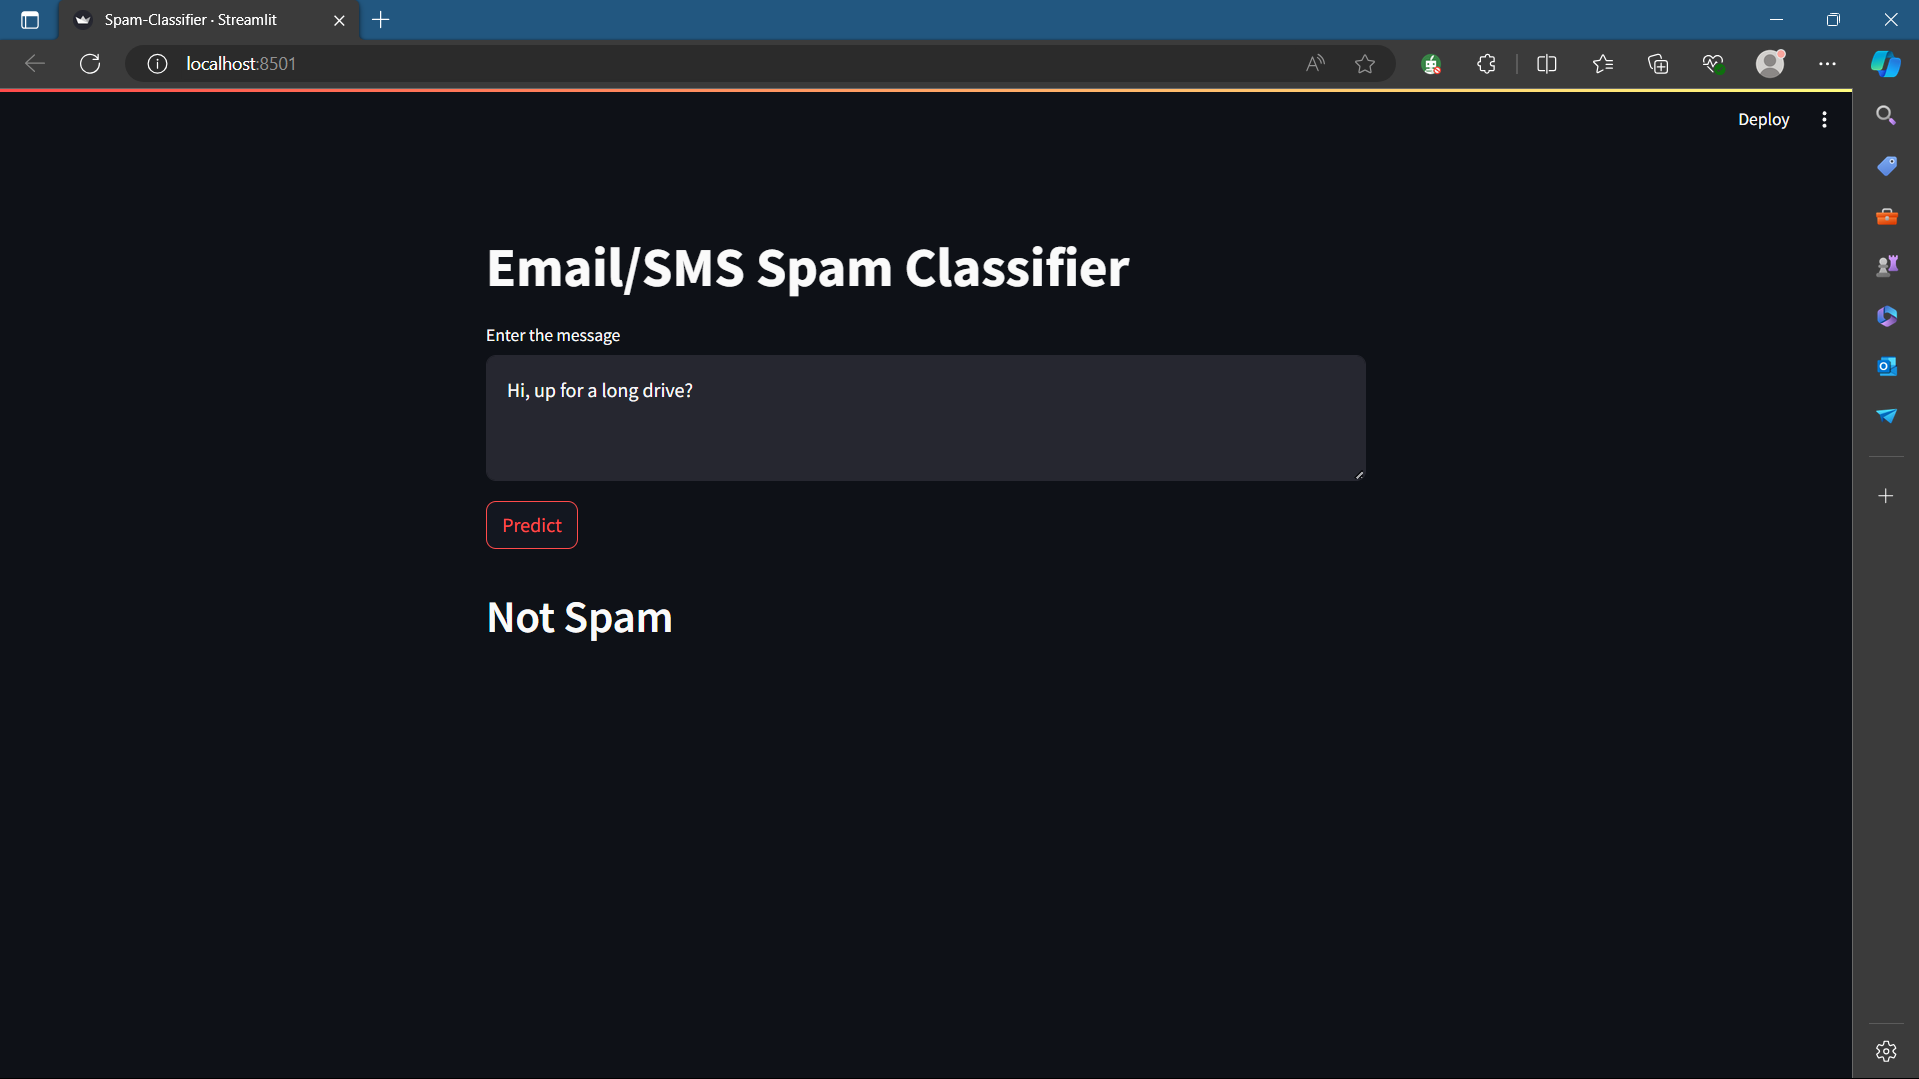 Spam-Classifier · Streamlit
localhost:8501
Deploy
Email/SMS Spam Classifier
Enter the message
Hi, up for a long drive?
Predict
Not Spam